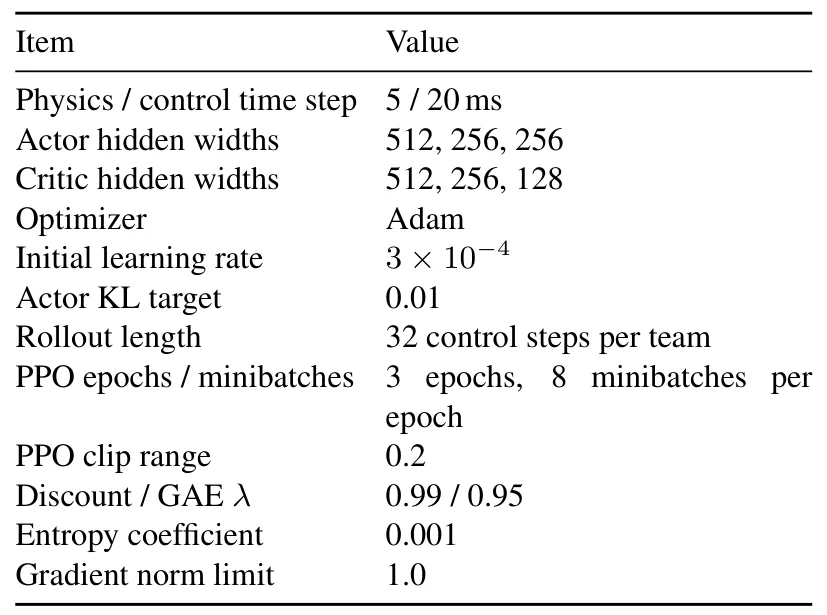 Item Value
Physics / control time step 5 / 20 ms
Actor hidden widths 512, 256, 256
Critic hidden widths 512, 256, 128
Optimizer Adam
Initial learning rate 3 × 10⁻⁴
Actor KL target 0.01
Rollout length 32 control steps per team
PPO epochs / minibatches 3 epochs, 8 minibatches per
epoch
PPO clip range 0.2
Discount / GAE λ 0.99 / 0.95
Entropy coefficient 0.001
Gradient norm limit 1.0